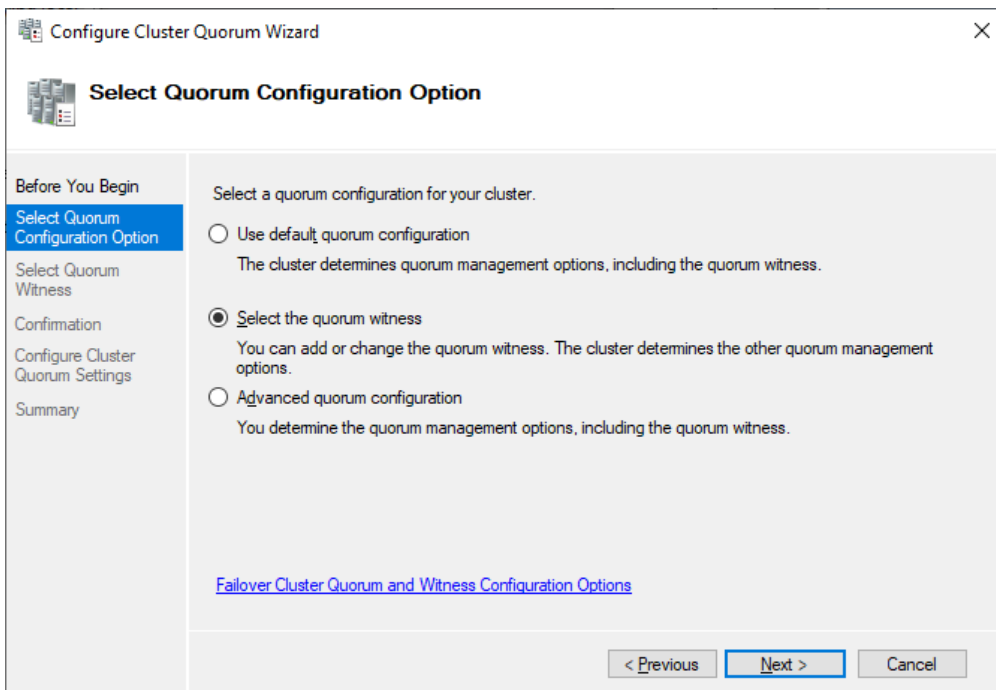 Configure Cluster Quorum Wizard
Select Quorum Configuration Option
Before You Begin
Select Quorum
Configuration Option
Select Quorum
Witness
Confirmation
Configure Cluster
Quorum Settings
Summary
Select a quorum configuration for your cluster.
Use default quorum configuration
The cluster determines quorum management options, including the quorum witness.
Select the quorum witness
You can add or change the quorum witness. The cluster determines the other quorum management
options.
Advanced quorum configuration
You determine the quorum management options, including the quorum witness.
Failover Cluster Quorum and Witness Configuration Options
< Previous
Next >
Cancel